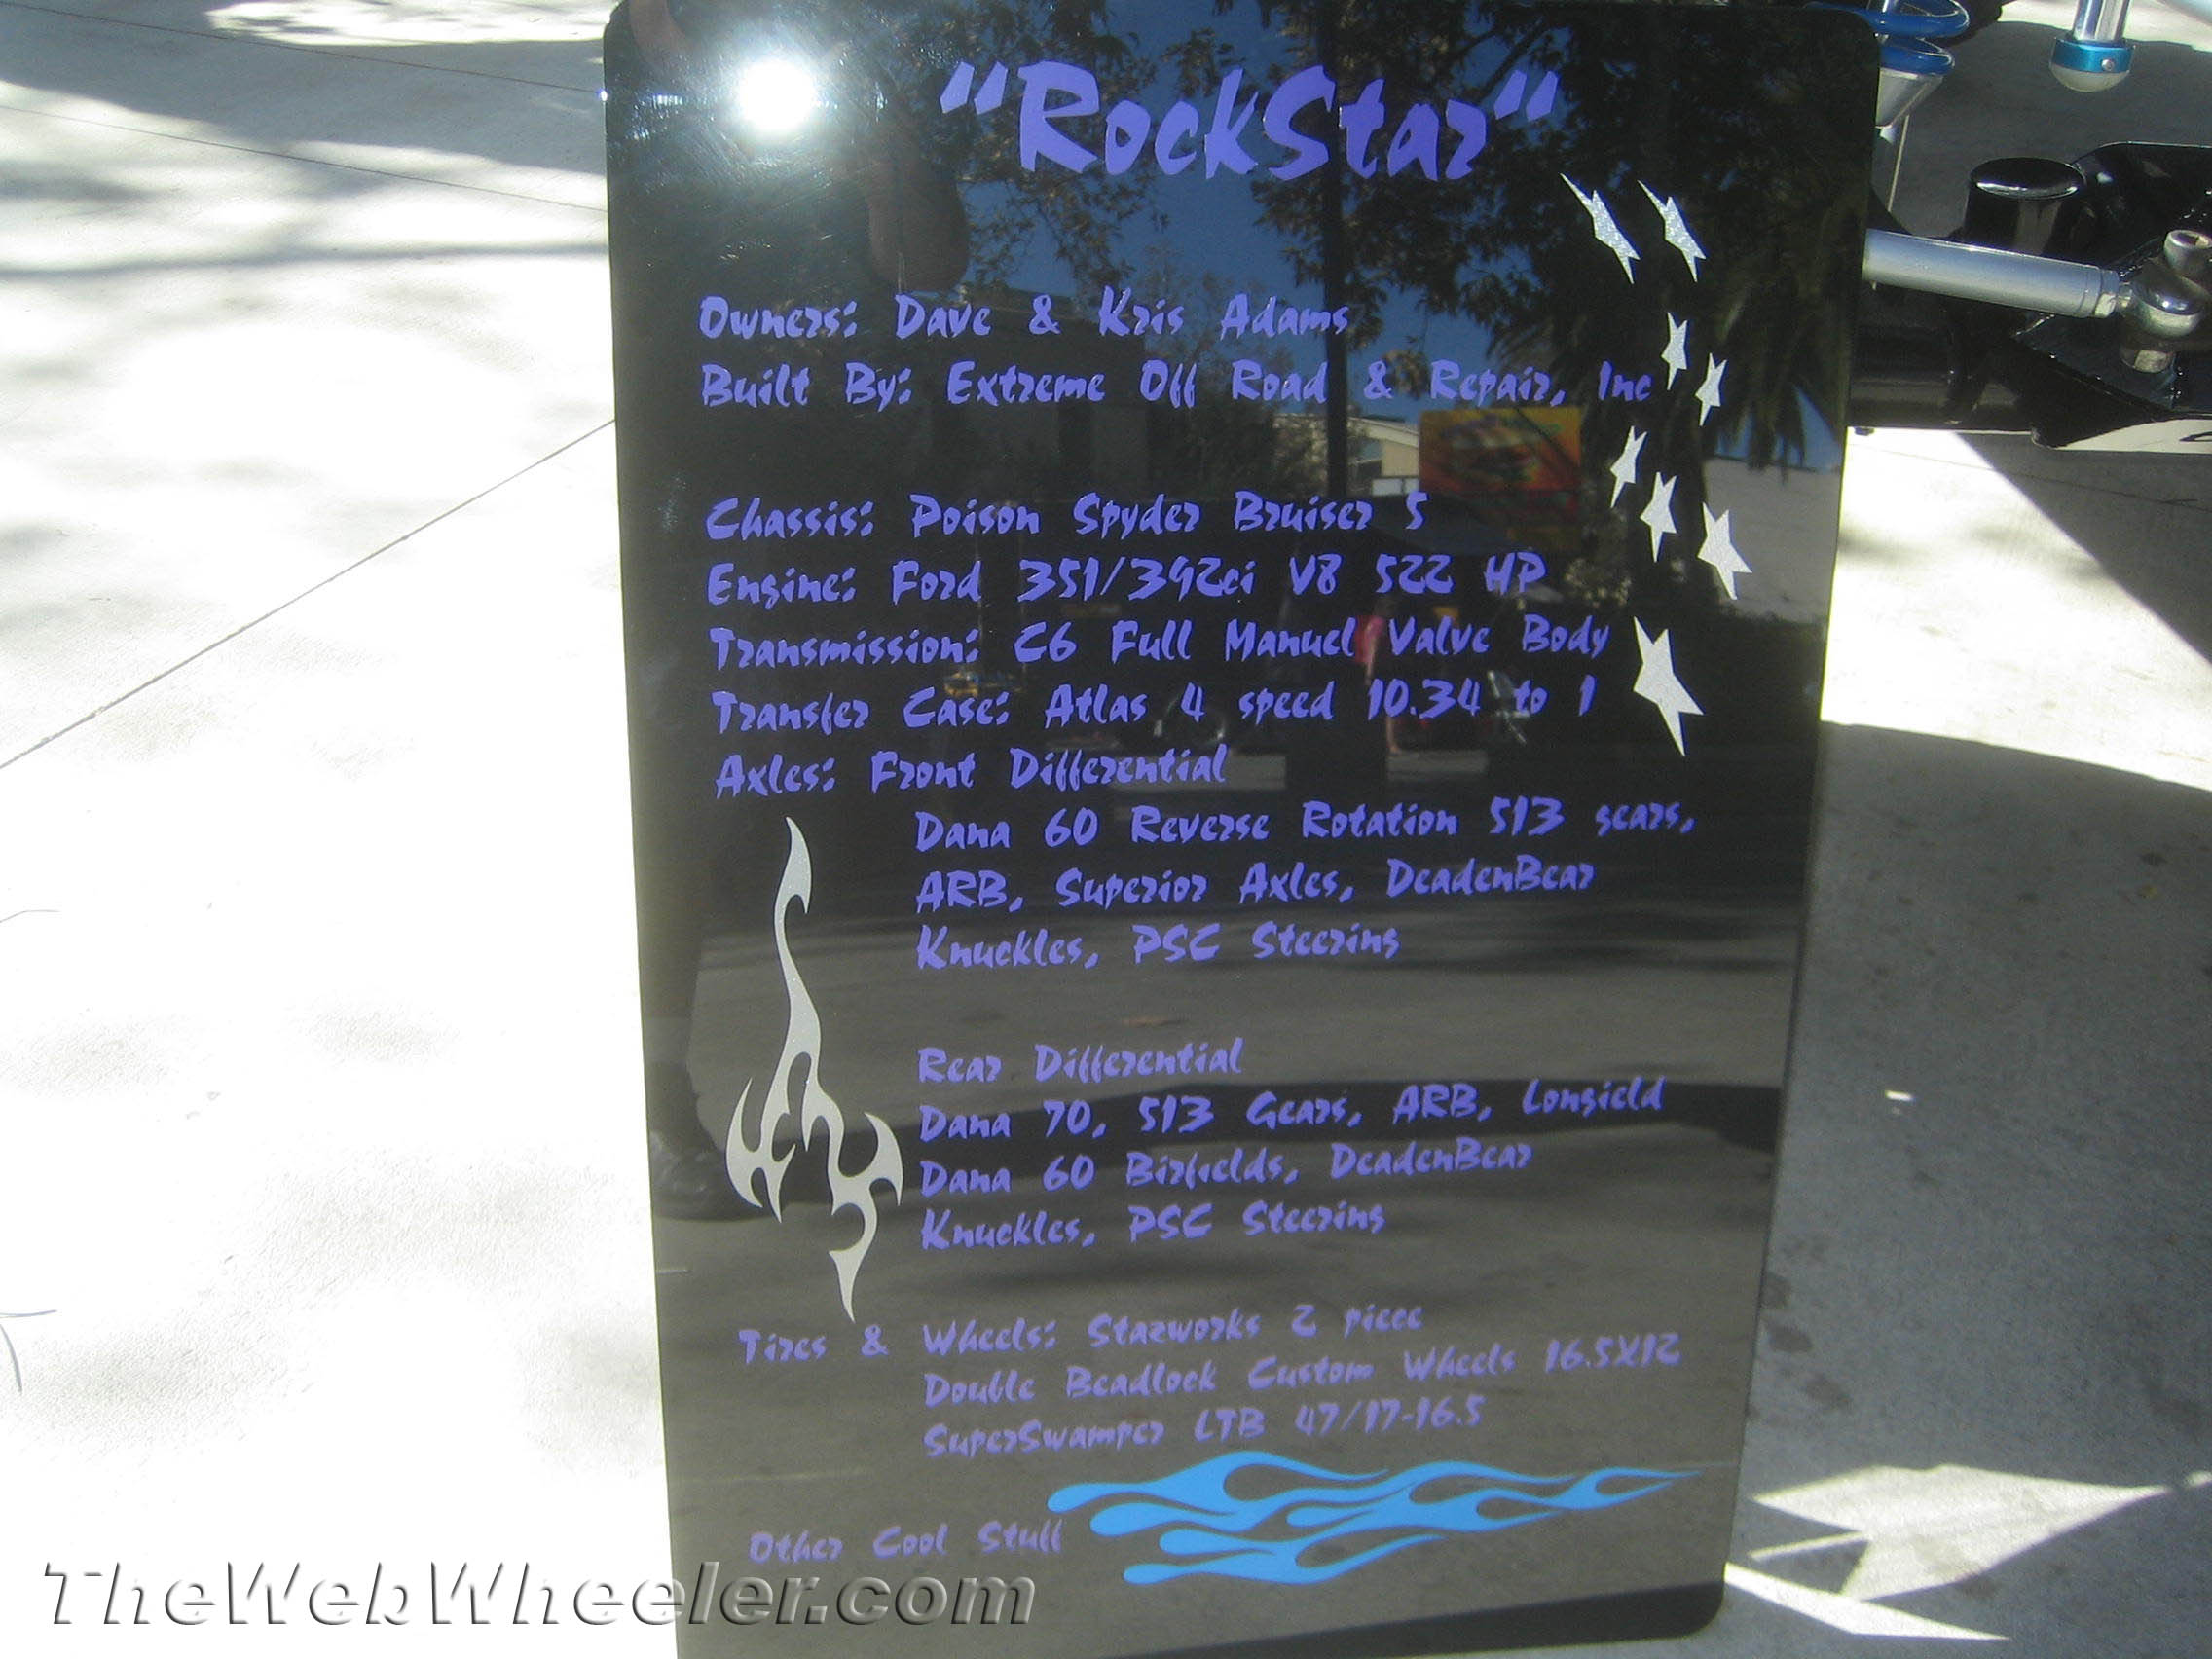 "RockStar"
Owners: Dave & Kris Adams
Built By: Extreme Off Road & Repair, Inc
Chassis: Poison Spyder Bruiser 5
Engine: Ford 351/392ci V8 522 HP
Transmission: C6 Full Manuel Valve Body
Transfer Case: Atlas 4 speed 10.34 to 1
Axles: Front Differential
Dana 60 Reverse Rotation 513 gears,
ARB, Superior Axles, DeadenBear
Knuckles, PSC Steering
Rear Differential
Dana 70, 513 Gears, ARB, Longfield
Dana 60 Birfields, DeadenBear
Knuckles, PSC Steering
Tires & Wheels: Starworks 2 piece
Double Beadlock Custom Wheels 16.5X12
SuperSwamper LTB 47/17-16.5
Other Cool Stuff
TheWebWheeler.com